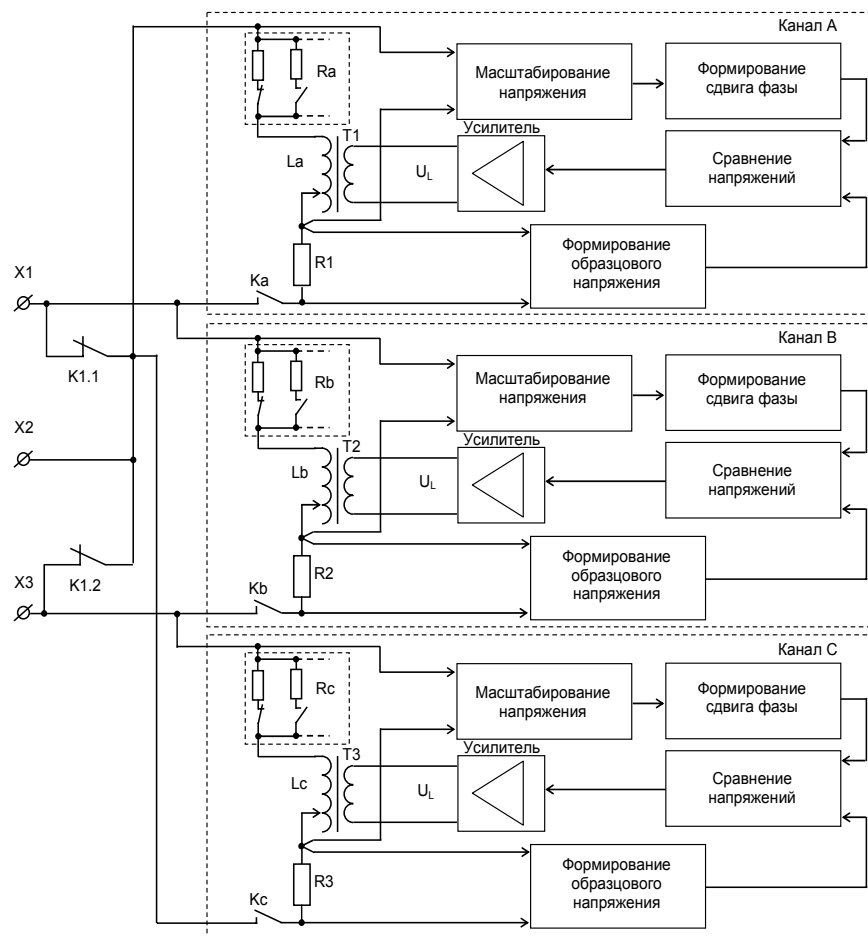 Канал А
Ra
Масштабирование
напряжения
Формирование
сдвига фазы
T1
Усилитель
La
UL
Сравнение
напряжений
R1
Формирование
образцового
напряжения
X1
Ka
K1.1
Канал В
Rb
Масштабирование
напряжения
Формирование
сдвига фазы
X2
T2
Усилитель
Lb
UL
Сравнение
напряжений
R2
Формирование
образцового
напряжения
X3
K1.2
Kb
Канал С
Rc
Масштабирование
напряжения
Формирование
сдвига фазы
T3
Усилитель
Lc
UL
Сравнение
напряжений
R3
Формирование
образцового
напряжения
Kc